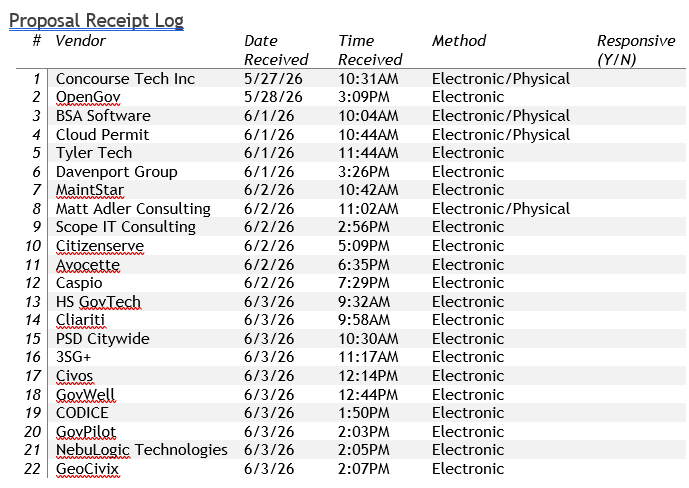 Proposal Receipt Log
# Vendor Date Received Time Received Method Responsive (Y/N)
1 Concourse Tech Inc 5/27/26 10:31AM Electronic/Physical
2 OpenGov 5/28/26 3:09PM Electronic
3 BSA Software 6/1/26 10:04AM Electronic/Physical
4 Cloud Permit 6/1/26 10:44AM Electronic/Physical
5 Tyler Tech 6/1/26 11:44AM Electronic
6 Davenport Group 6/1/26 3:26PM Electronic
7 MaintStar 6/2/26 10:42AM Electronic
8 Matt Adler Consulting 6/2/26 11:02AM Electronic/Physical
9 Scope IT Consulting 6/2/26 2:56PM Electronic
10 Citizenserve 6/2/26 5:09PM Electronic
11 Avocette 6/2/26 6:35PM Electronic
12 Caspio 6/2/26 7:29PM Electronic
13 HS GovTech 6/3/26 9:32AM Electronic
14 Cliariti 6/3/26 9:58AM Electronic
15 PSD Citywide 6/3/26 10:30AM Electronic
16 3SG+ 6/3/26 11:17AM Electronic
17 Civos 6/3/26 12:14PM Electronic
18 GovWell 6/3/26 12:44PM Electronic
19 CODICE 6/3/26 1:50PM Electronic
20 GovPilot 6/3/26 2:03PM Electronic
21 NebuLogic Technologies 6/3/26 2:05PM Electronic
22 GeoCivix 6/3/26 2:07PM Electronic